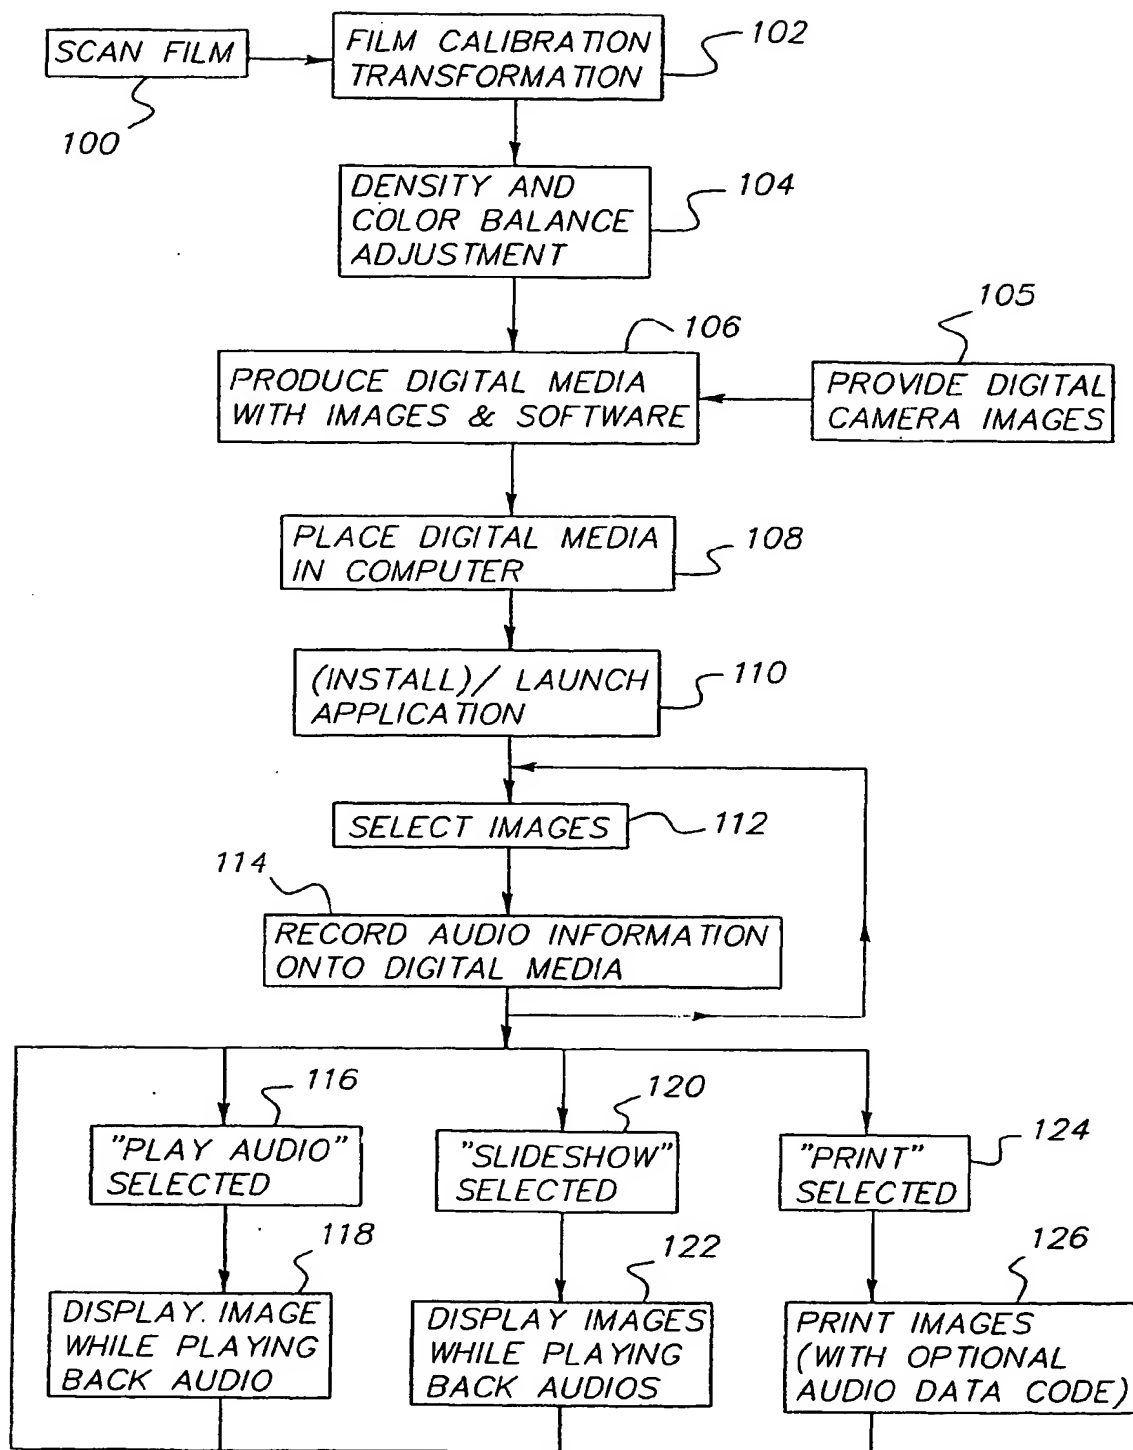 SCAN FILM
100
FILM CALIBRATION
TRANSFORMATION
102
DENSITY AND
COLOR BALANCE
ADJUSTMENT
104
105
106
PRODUCE DIGITAL MEDIA
WITH IMAGES & SOFTWARE
PROVIDE DIGITAL
CAMERA IMAGES
PLACE DIGITAL MEDIA
IN COMPUTER
108
(INSTALL)/ LAUNCH
APPLICATION
110
SELECT IMAGES
112
114
RECORD AUDIO INFORMATION
ONTO DIGITAL MEDIA
116
"PLAY AUDIO"
SELECTED
120
"SLIDESHOW"
SELECTED
124
"PRINT"
SELECTED
118
DISPLAY. IMAGE
WHILE PLAYING
BACK AUDIO
122
DISPLAY IMAGES
WHILE PLAYING
BACK AUDIOS
126
PRINT IMAGES
(WITH OPTIONAL
AUDIO DATA CODE)